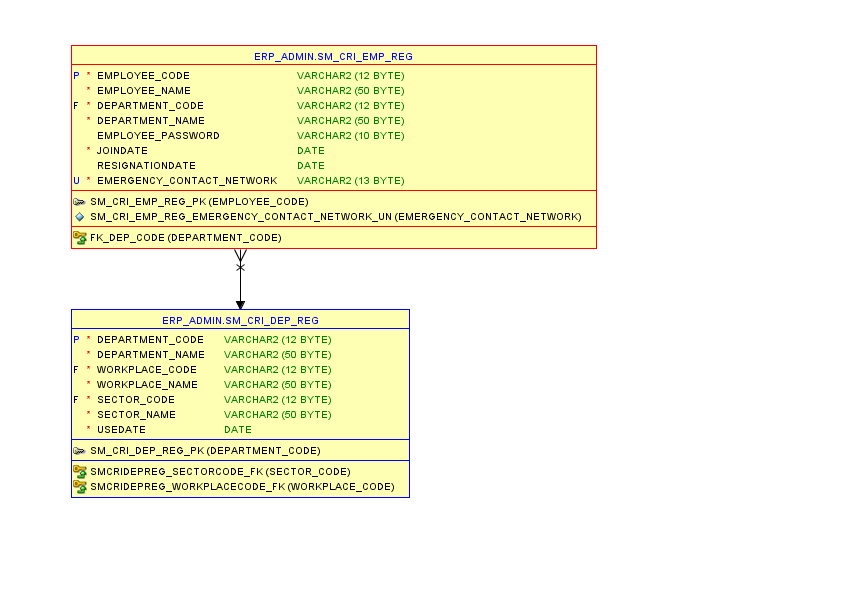 ERP_ADMIN.SM_CRI_EMP_REG
P * EMPLOYEE_CODE VARCHAR2 (12 BYTE)
* EMPLOYEE_NAME VARCHAR2 (50 BYTE)
F * DEPARTMENT_CODE VARCHAR2 (12 BYTE)
* DEPARTMENT_NAME VARCHAR2 (50 BYTE)
EMPLOYEE_PASSWORD VARCHAR2 (10 BYTE)
* JOINDATE DATE
RESIGNATIONDATE DATE
U * EMERGENCY_CONTACT_NETWORK VARCHAR2 (13 BYTE)
SM_CRI_EMP_REG_PK (EMPLOYEE_CODE)
SM_CRI_EMP_REG_EMERGENCY_CONTACT_NETWORK_UN (EMERGENCY_CONTACT_NETWORK)
FK_DEP_CODE (DEPARTMENT_CODE)
ERP_ADMIN.SM_CRI_DEP_REG
P * DEPARTMENT_CODE VARCHAR2 (12 BYTE)
* DEPARTMENT_NAME VARCHAR2 (50 BYTE)
F * WORKPLACE_CODE VARCHAR2 (12 BYTE)
* WORKPLACE_NAME VARCHAR2 (50 BYTE)
F * SECTOR_CODE VARCHAR2 (12 BYTE)
* SECTOR_NAME VARCHAR2 (50 BYTE)
* USEDATE DATE
SM_CRI_DEP_REG_PK (DEPARTMENT_CODE)
SMCRIDEPREG_SECTORCODE_FK (SECTOR_CODE)
SMCRIDEPREG_WORKPLACECODE_FK (WORKPLACE_CODE)